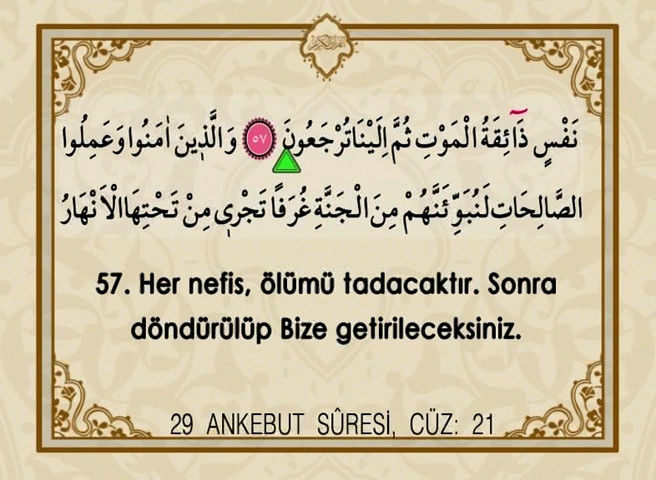 نَفْسٍ ذَٓائِقَةُ الْمَوْتِ ثُمَّ اِلَيْنَا تُرْجَعُونَ ٥٧ وَالَّذ۪ينَ اٰمَنُوا وَعَمِلُوا
الصَّالِحَاتِ لَنُبَوِّئَنَّهُمْ مِنَ الْجَنَّةِ غُرَفًا تَجْر۪ى مِنْ تَحْتِهَا الْاَنْهَارُ
57. Her nefis, ölümü tadacaktır. Sonra
döndürülüp Bize getirileceksiniz.
29 ANKEBUT SÛRESİ, CÜZ: 21